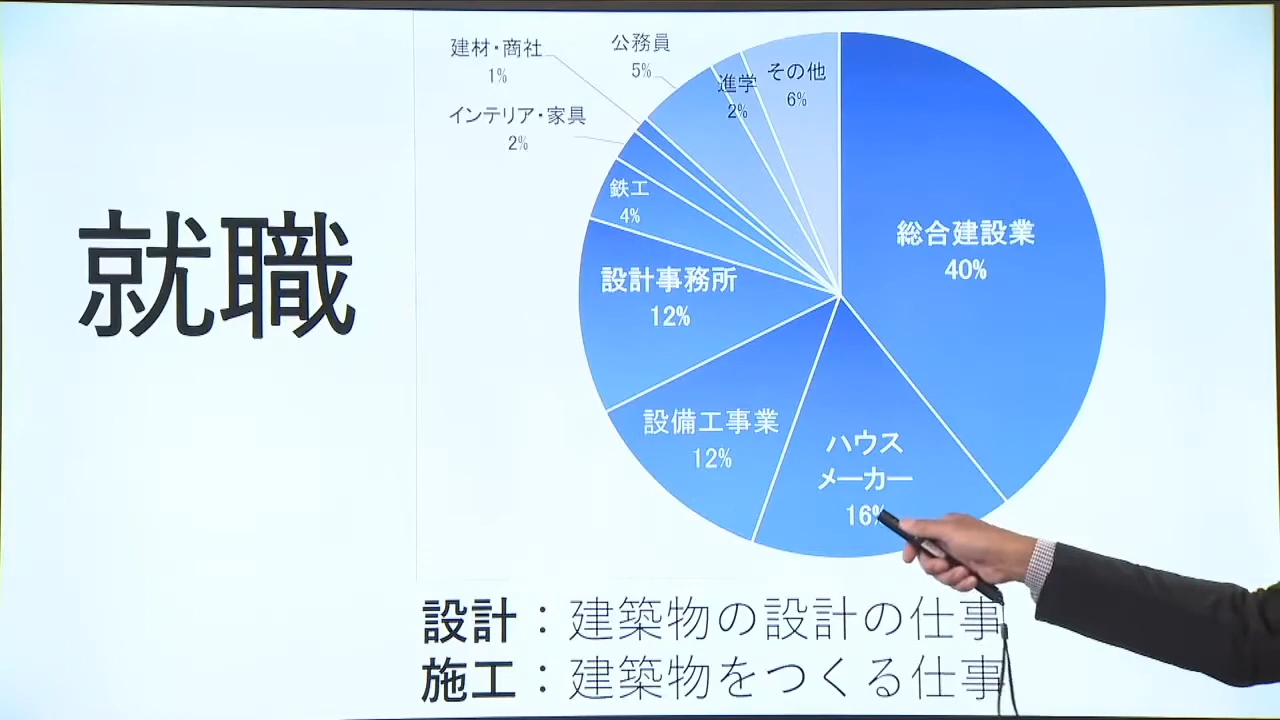 就職
建材・商社
1%
公務員
5%
進学
2%
その他
6%
インテリア・家具
2%
鉄工
4%
総合建設業
40%
設計事務所
12%
設備工事業
12%
ハウス
メーカー
16%
設計：建築物の設計の仕事
施工：建築物をつくる仕事